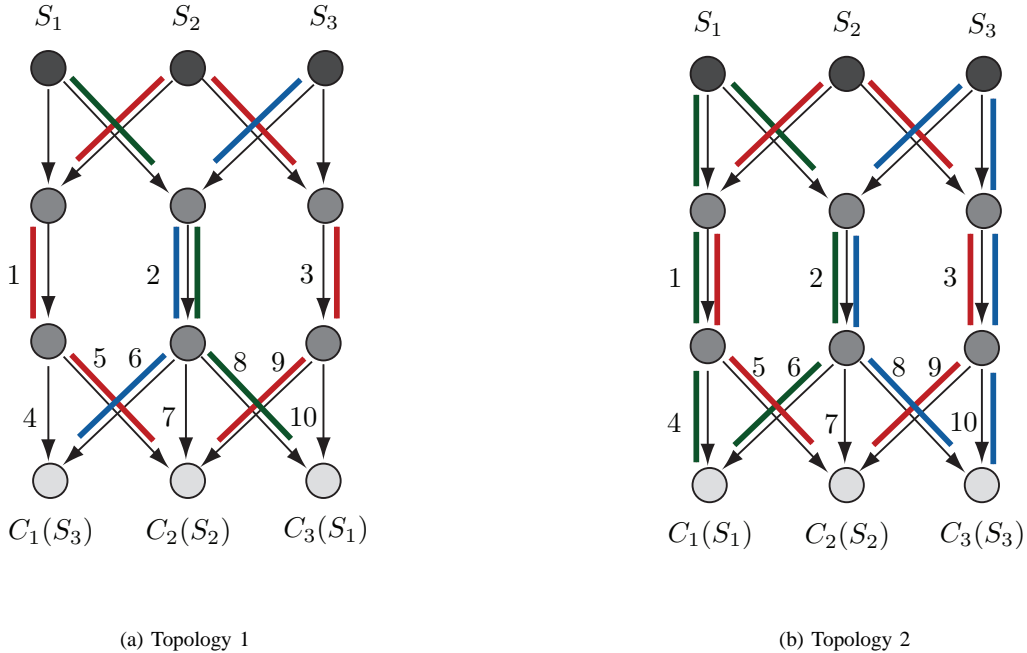 S₁ S₂ S₃
1 2 3
5 6 8 9
4 7 10
C₁(S₃) C₂(S₂) C₃(S₁)
(a) Topology 1
S₁ S₂ S₃
1 2 3
5 6 8 9
4 7 10
C₁(S₁) C₂(S₂) C₃(S₃)
(b) Topology 2